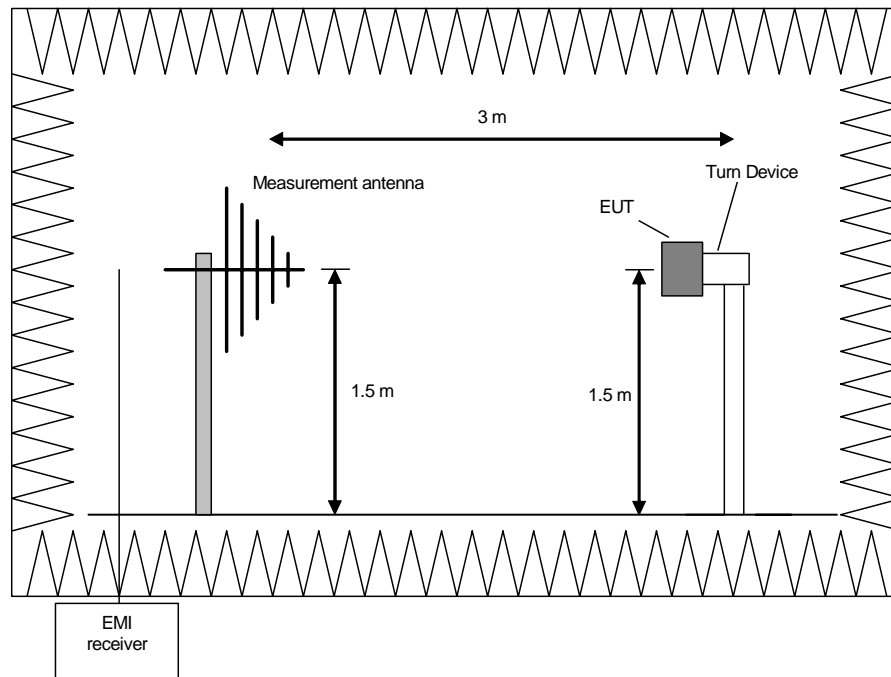 3 m
Measurement antenna
Turn Device
EUT
1.5 m
1.5 m
EMI
receiver